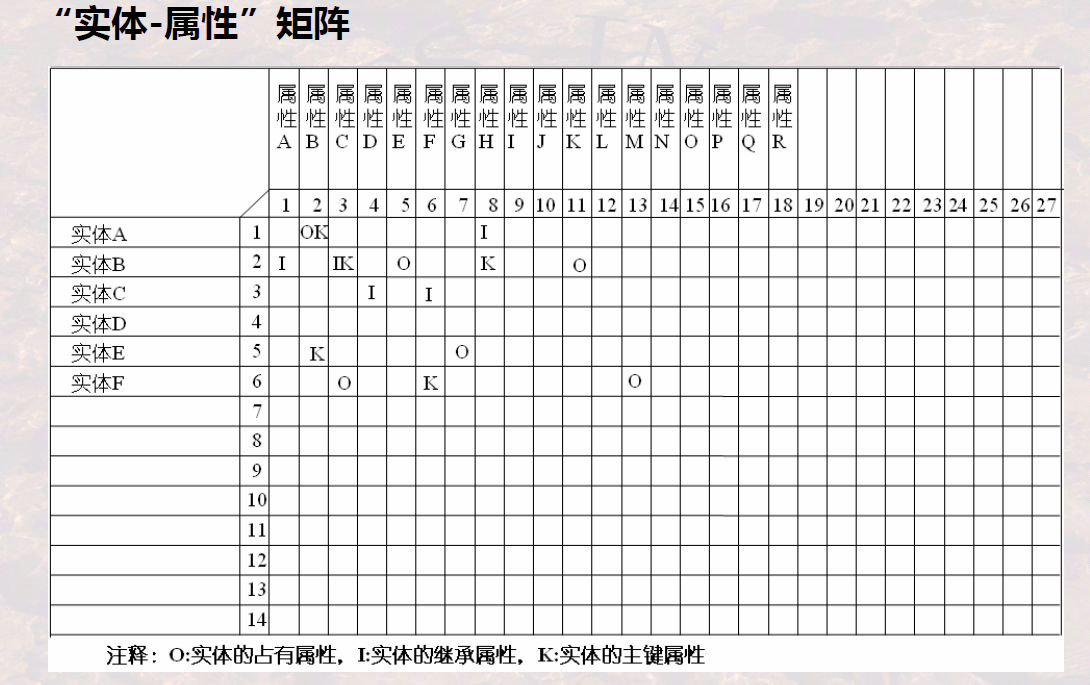 “实体-属性”矩阵
属性A 属性B 属性C 属性D 属性E 属性F 属性G 属性H 属性I 属性J 属性K 属性L 属性M 属性N 属性O 属性P 属性Q 属性R
1 2 3 4 5 6 7 8 9 10 11 12 13 14 15 16 17 18 19 20 21 22 23 24 25 26 27
实体A 1 OK I
实体B 2 I IK O K O
实体C 3 I I
实体D 4
实体E 5 K O
实体F 6 O K O
7
8
9
10
11
12
13
14
注释：O:实体的占有属性，I:实体的继承属性，K:实体的主键属性